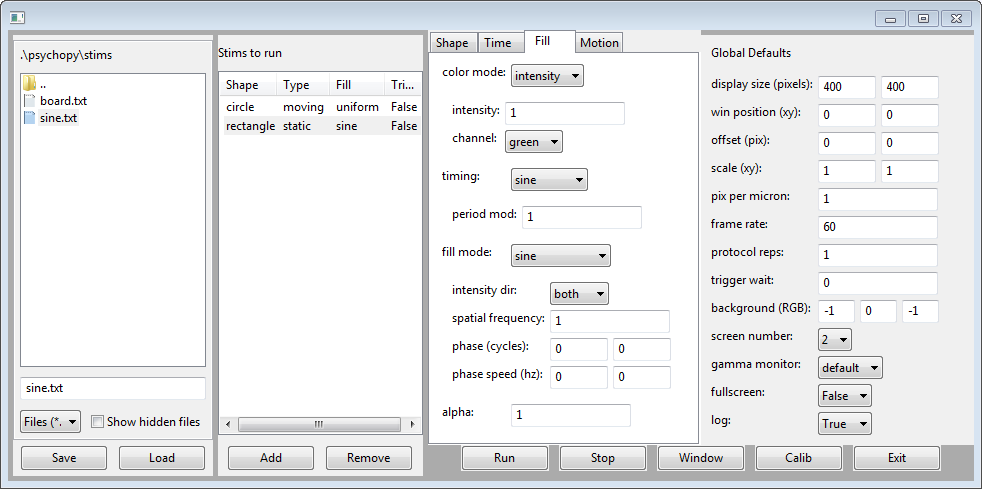 .\psychopy\stims
..
board.txt
sine.txt
sine.txt
Files (*.
Show hidden files
Save
Load
Stims to run
Shape Type Fill Tri...
circle moving uniform False
rectangle static sine False
Add
Remove
Shape
Time
Fill
Motion
color mode: intensity
intensity: 1
channel: green
timing: sine
period mod: 1
fill mode: sine
intensity dir: both
spatial frequency: 1
phase (cycles): 0 0
phase speed (hz): 0 0
alpha: 1
Global Defaults
display size (pixels): 400 400
win position (xy): 0 0
offset (pix): 0 0
scale (xy): 1 1
pix per micron: 1
frame rate: 60
protocol reps: 1
trigger wait: 0
background (RGB): -1 0 -1
screen number: 2
gamma monitor: default
fullscreen: False
log: True
Run
Stop
Window
Calib
Exit